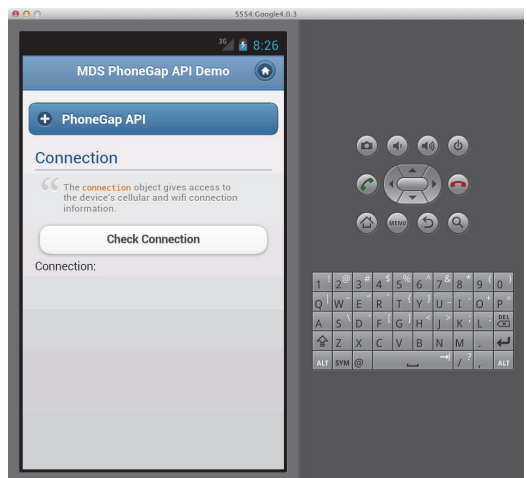 5554:Google4.0.3
3G 8:26
MDS PhoneGap API Demo
PhoneGap API
Connection
The connection object gives access to
the device's cellular and wifi connection
information.
Check Connection
Connection:
MENU
1 ! 2 @ 3 # 4 $ 5 % 6 ^ 7 & 8 * 9 ( 0 )
Q | W ~ E " R ` T { Y } U _ I - O + P =
A S \ D ' F [ G ] H < J > K ; L : DEL
Z X C V B N M .
ALT SYM @ / ? , ALT